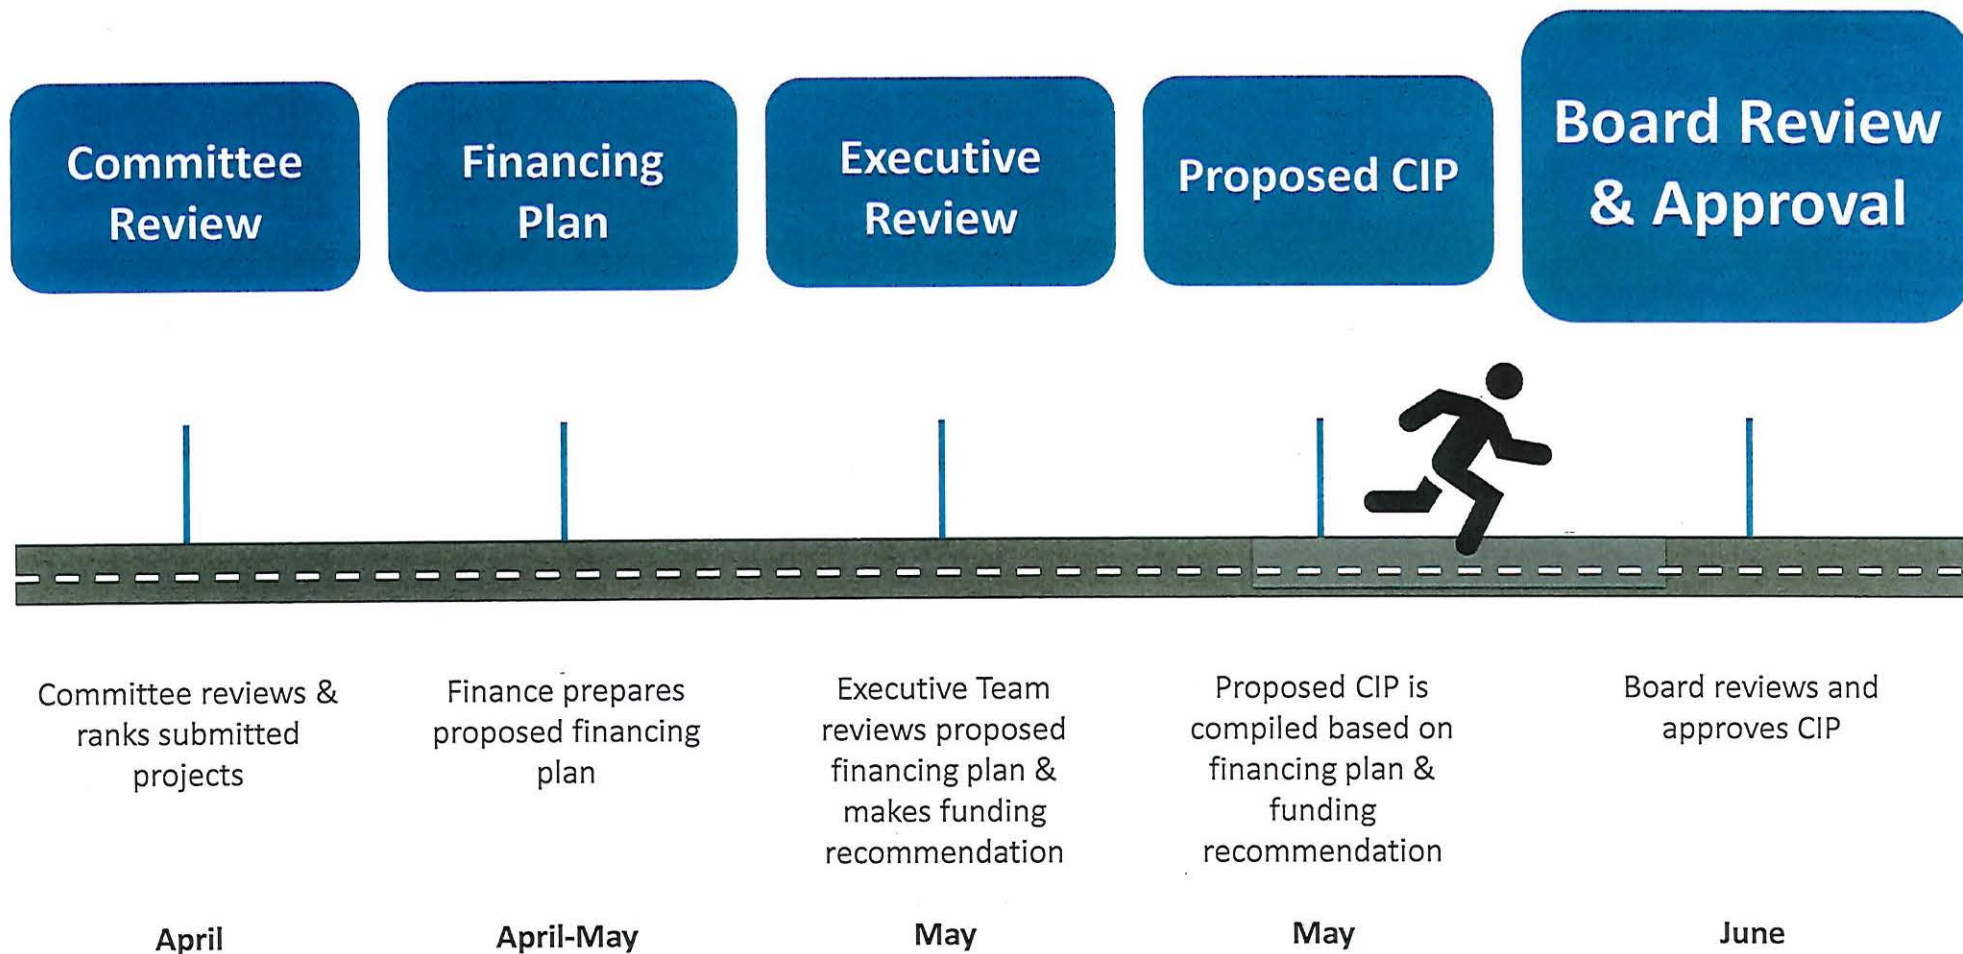 Committee
Review
Financing
Plan
Executive
Review
Proposed CIP
Board Review
& Approval
Committee reviews &
ranks submitted
projects
Finance prepares
proposed financing
plan
Executive Team
reviews proposed
financing plan &
makes funding
recommendation
Proposed CIP is
compiled based on
financing plan &
funding
recommendation
Board reviews and
approves CIP
April
April-May
May
May
June